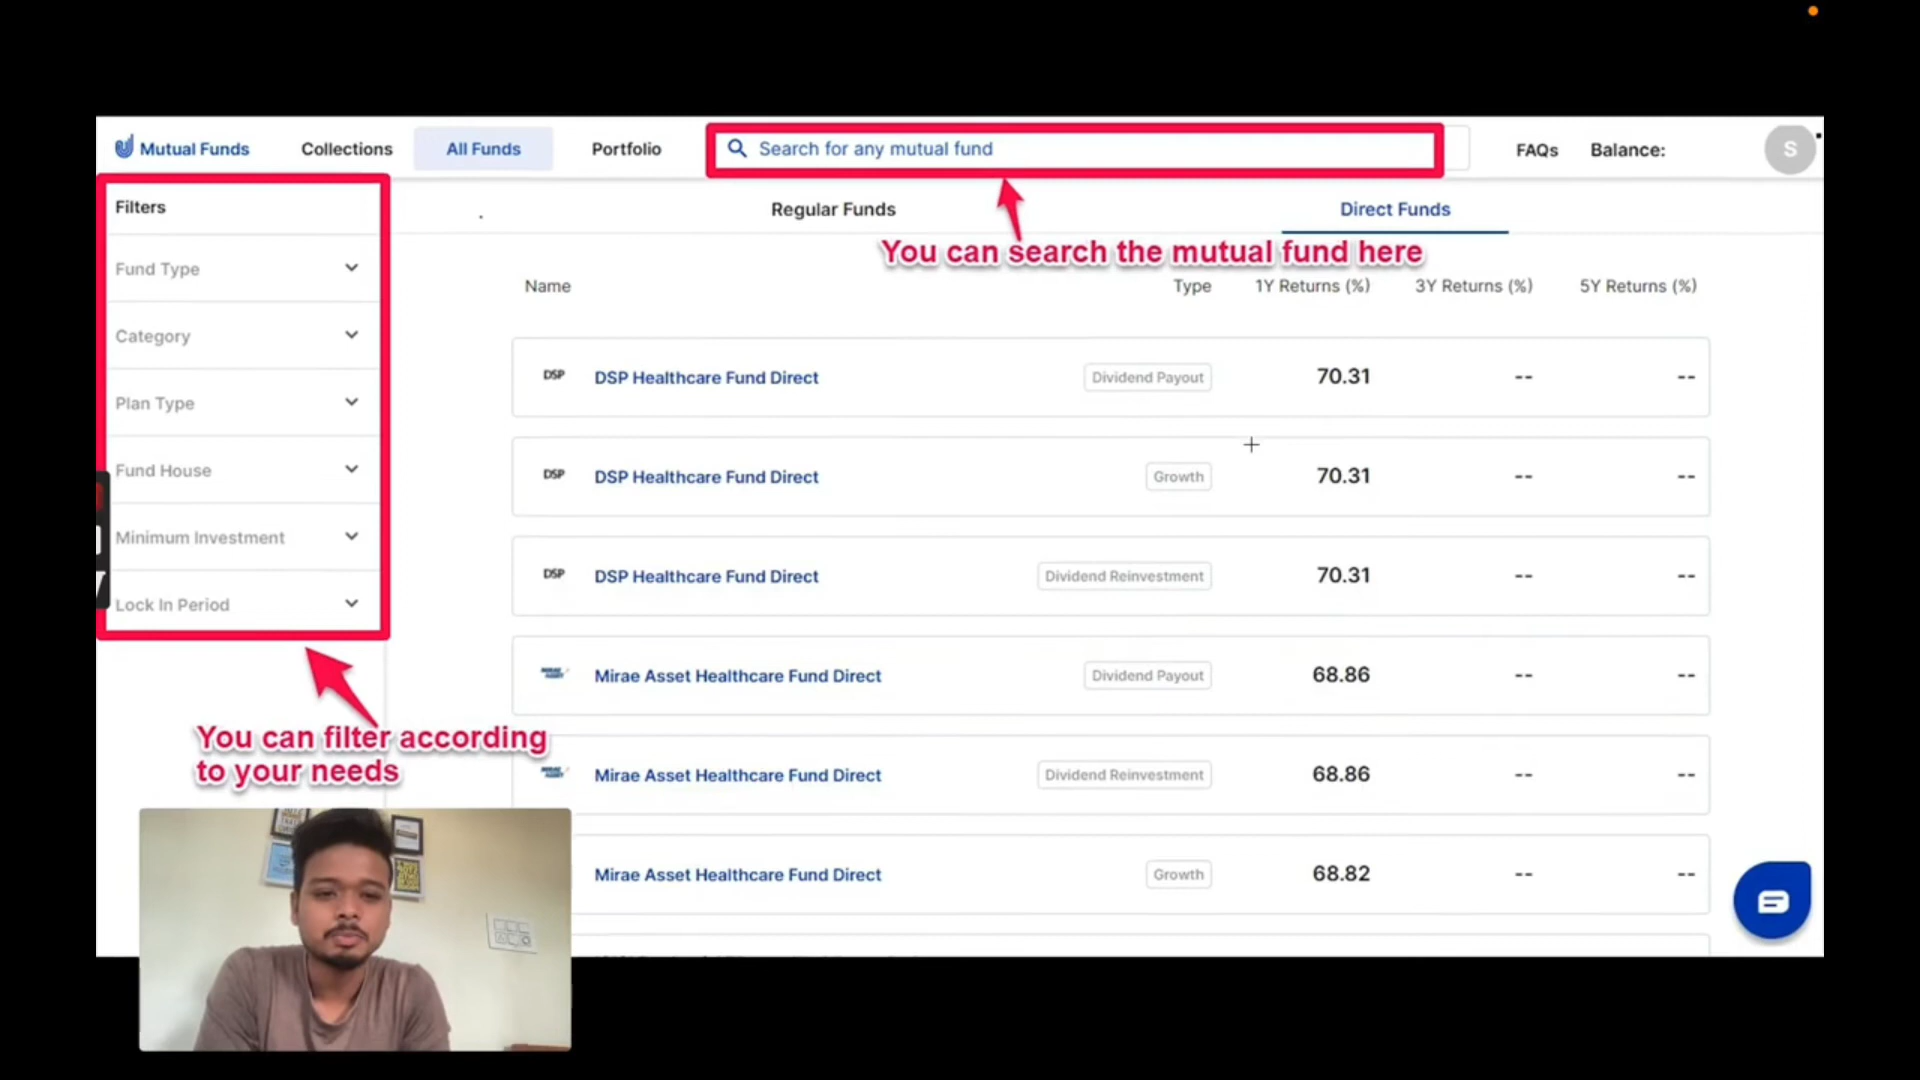 Mutual Funds Collections All Funds Portfolio Search for any mutual fund FAQs Balance: S
Filters
Fund Type
Category
Plan Type
Fund House
Minimum Investment
Lock In Period
You can filter according
to your needs
Regular Funds Direct Funds
You can search the mutual fund here
Name Type 1Y Returns (%) 3Y Returns (%) 5Y Returns (%)
DSP DSP Healthcare Fund Direct Dividend Payout 70.31 -- --
DSP DSP Healthcare Fund Direct Growth 70.31 -- --
DSP DSP Healthcare Fund Direct Dividend Reinvestment 70.31 -- --
MIRAE ASSET Mirae Asset Healthcare Fund Direct Dividend Payout 68.86 -- --
MIRAE ASSET Mirae Asset Healthcare Fund Direct Dividend Reinvestment 68.86 -- --
Mirae Asset Healthcare Fund Direct Growth 68.82 -- --